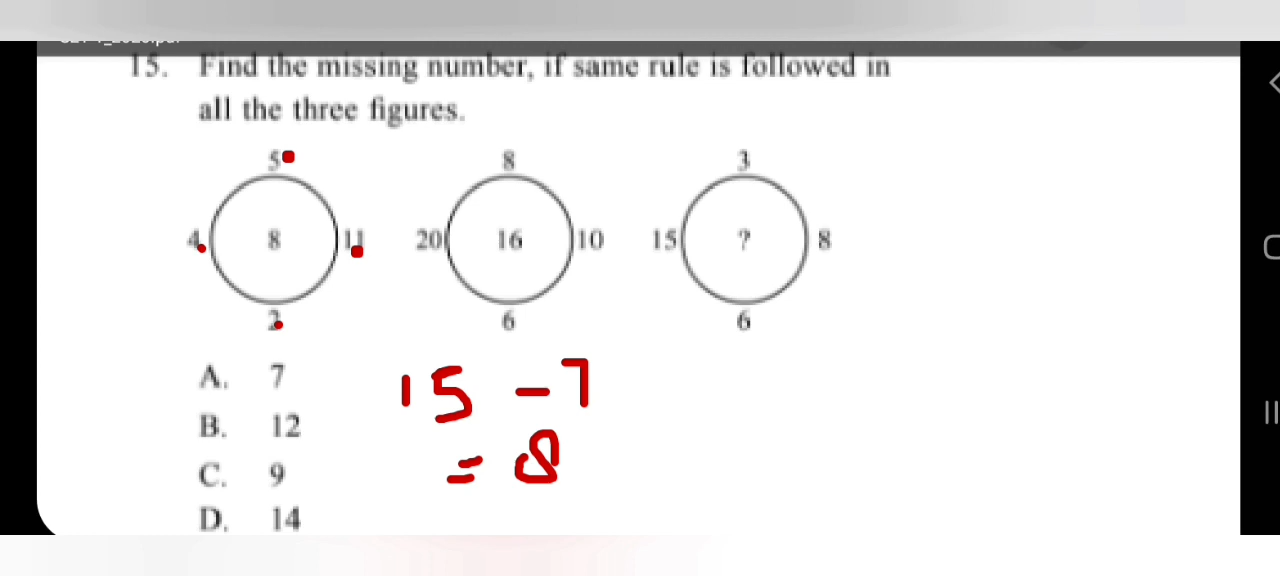 15. Find the missing number, if same rule is followed in
all the three figures.
5 8 3
4 8 11 20 16 10 15 ? 8
2 6 6
A. 7
B. 12
C. 9
D. 14
15 - 7
= 8